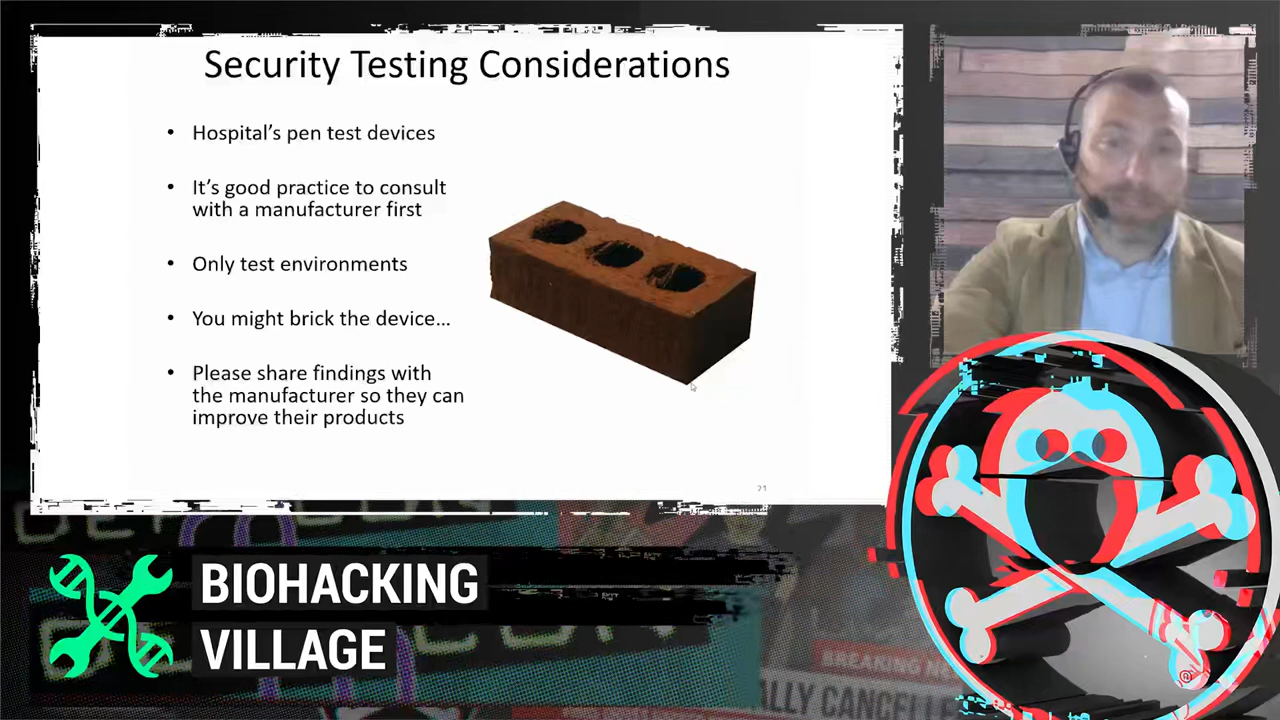 Security Testing Considerations
• Hospital's pen test devices
• It's good practice to consult
with a manufacturer first
• Only test environments
• You might brick the device...
• Please share findings with
the manufacturer so they can
improve their products
21
BIOHACKING
VILLAGE
BREAKING
ALLY CANCELLE